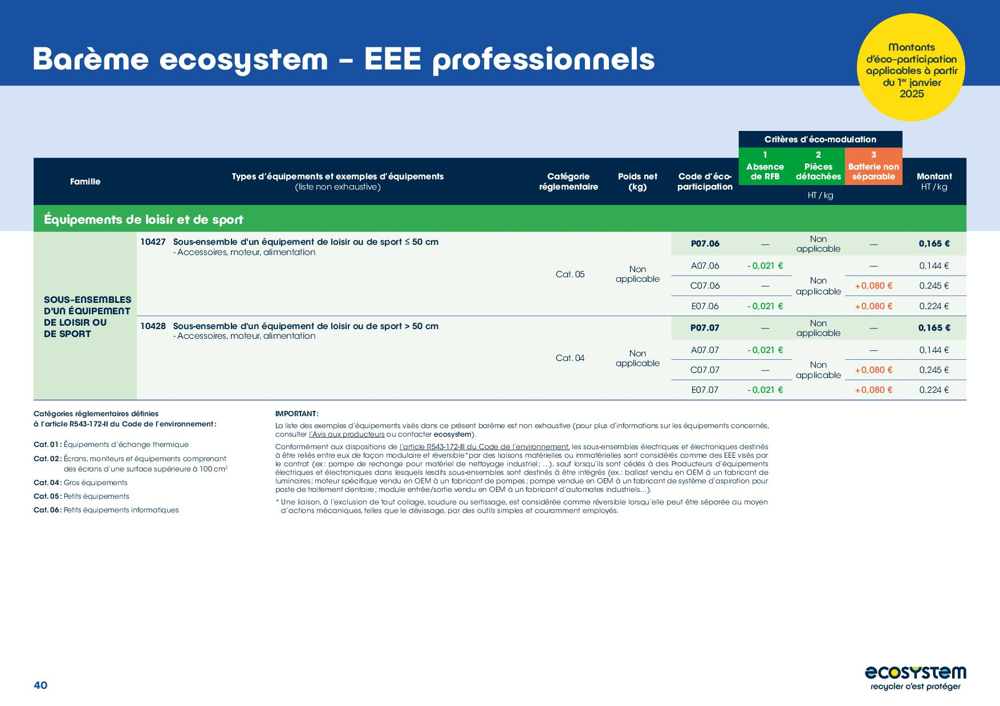 Barème ecosystem – EEE professionnels
Montants
d'éco-participation
applicables à partir
du 1er janvier
2025
Critères d'éco-modulation
Famille
Types d'équipements et exemples d'équipements
(liste non exhaustive)
Catégorie
réglementaire
Poids net
(kg)
Code d'éco-
participation
1
Absence
de RFB
2
Pièces
détachées
3
Batterie non
séparable
HT / kg
Montant
HT / kg
Équipements de loisir et de sport
SOUS-ENSEMBLES
D'UN ÉQUIPEMENT
DE LOISIR OU
DE SPORT
10427 Sous-ensemble d'un équipement de loisir ou de sport ≤ 50 cm
- Accessoires, moteur, alimentation
Cat. 05
Non
applicable
P07.06 — Non applicable — 0,165 €
A07.06 - 0,021 € — 0,144 €
Non
applicable
C07.06 — + 0,080 € 0,245 €
E07.06 - 0,021 € + 0,080 € 0,224 €
10428 Sous-ensemble d'un équipement de loisir ou de sport > 50 cm
- Accessoires, moteur, alimentation
Cat. 04
Non
applicable
P07.07 — Non applicable — 0,165 €
A07.07 - 0,021 € — 0,144 €
Non
applicable
C07.07 — + 0,080 € 0,245 €
E07.07 - 0,021 € + 0,080 € 0,224 €
Catégories réglementaires définies
à l'article R543-172-II du Code de l'environnement :
Cat. 01 : Équipements d'échange thermique
Cat. 02 : Écrans, moniteurs et équipements comprenant
des écrans d'une surface supérieure à 100 cm²
Cat. 04 : Gros équipements
Cat. 05 : Petits équipements
Cat. 06 : Petits équipements informatiques
IMPORTANT :
La liste des exemples d'équipements visés dans ce présent barème est non exhaustive (pour plus d'informations sur les équipements concernés,
consulter l'Avis aux producteurs ou contacter ecosystem).
Conformément aux dispositions de l'article R543-172-III du Code de l'environnement, les sous-ensembles électriques et électroniques destinés
à être reliés entre eux de façon modulaire et réversible* par des liaisons matérielles ou immatérielles sont considérés comme des EEE visés par
le contrat (ex : pompe de rechange pour matériel de nettoyage industriel ; …), sauf lorsqu'ils sont cédés à des Producteurs d'équipements
électriques et électroniques dans lesquels lesdits sous-ensembles sont destinés à être intégrés (ex. : ballast vendu en OEM à un fabricant de
luminaires ; moteur spécifique vendu en OEM à un fabricant de pompes ; pompe vendue en OEM à un fabricant de système d'aspiration pour
poste de traitement dentaire ; module entrée/sortie vendu en OEM à un fabricant d'automates industriels…).
* Une liaison, à l'exclusion de tout collage, soudure ou sertissage, est considérée comme réversible lorsqu'elle peut être séparée au moyen
d'actions mécaniques, telles que le dévissage, par des outils simples et couramment employés.
40
ecosystem
recycler c'est protéger